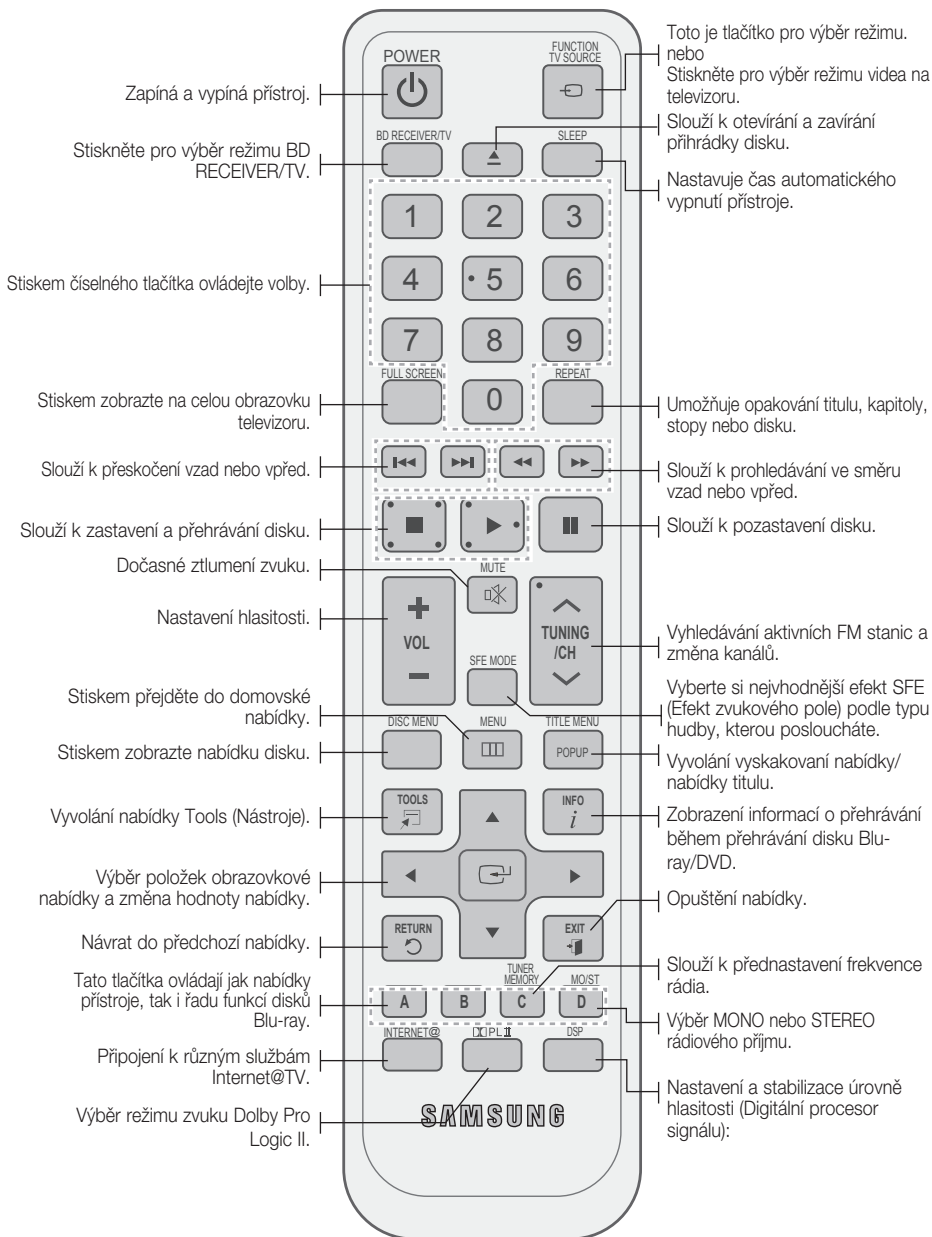 Zapíná a vypíná přístroj.
Stiskněte pro výběr režimu BD
RECEIVER/TV.
Stiskem číselného tlačítka ovládejte volby.
Stiskem zobrazte na celou obrazovku
televizoru.
Slouží k přeskočení vzad nebo vpřed.
Slouží k zastavení a přehrávání disku.
Dočasné ztlumení zvuku.
Nastavení hlasitosti.
Stiskem přejděte do domovské
nabídky.
Stiskem zobrazte nabídku disku.
Vyvolání nabídky Tools (Nástroje).
Výběr položek obrazovkové
nabídky a změna hodnoty nabídky.
Návrat do předchozí nabídky.
Tato tlačítka ovládají jak nabídky
přístroje, tak i řadu funkcí disků
Blu-ray.
Připojení k různým službám
Internet@TV.
Výběr režimu zvuku Dolby Pro
Logic II.
POWER
FUNCTION
TV SOURCE
BD RECEIVER/TV
SLEEP
1 2 3
4 5 6
7 8 9
FULL SCREEN
0
REPEAT
MUTE
VOL
TUNING
/CH
SFE MODE
DISC MENU
MENU
TITLE MENU
POPUP
TOOLS
INFO
i
RETURN
EXIT
TUNER
MEMORY
MO/ST
A B C D
INTERNET@
PL II
DSP
SAMSUNG
Toto je tlačítko pro výběr režimu.
nebo
Stiskněte pro výběr režimu videa na
televizoru.
Slouží k otevírání a zavírání
přihrádky disku.
Nastavuje čas automatického
vypnutí přístroje.
Umožňuje opakování titulu, kapitoly,
stopy nebo disku.
Slouží k prohledávání ve směru
vzad nebo vpřed.
Slouží k pozastavení disku.
Vyhledávání aktivních FM stanic a
změna kanálů.
Vyberte si nejvhodnější efekt SFE
(Efekt zvukového pole) podle typu
hudby, kterou posloucháte.
Vyvolání vyskakovaní nabídky/
nabídky titulu.
Zobrazení informací o přehrávání
během přehrávání disku Blu-
ray/DVD.
Opuštění nabídky.
Slouží k přednastavení frekvence
rádia.
Výběr MONO nebo STEREO
rádiového příjmu.
Nastavení a stabilizace úrovně
hlasitosti (Digitální procesor
signálu):